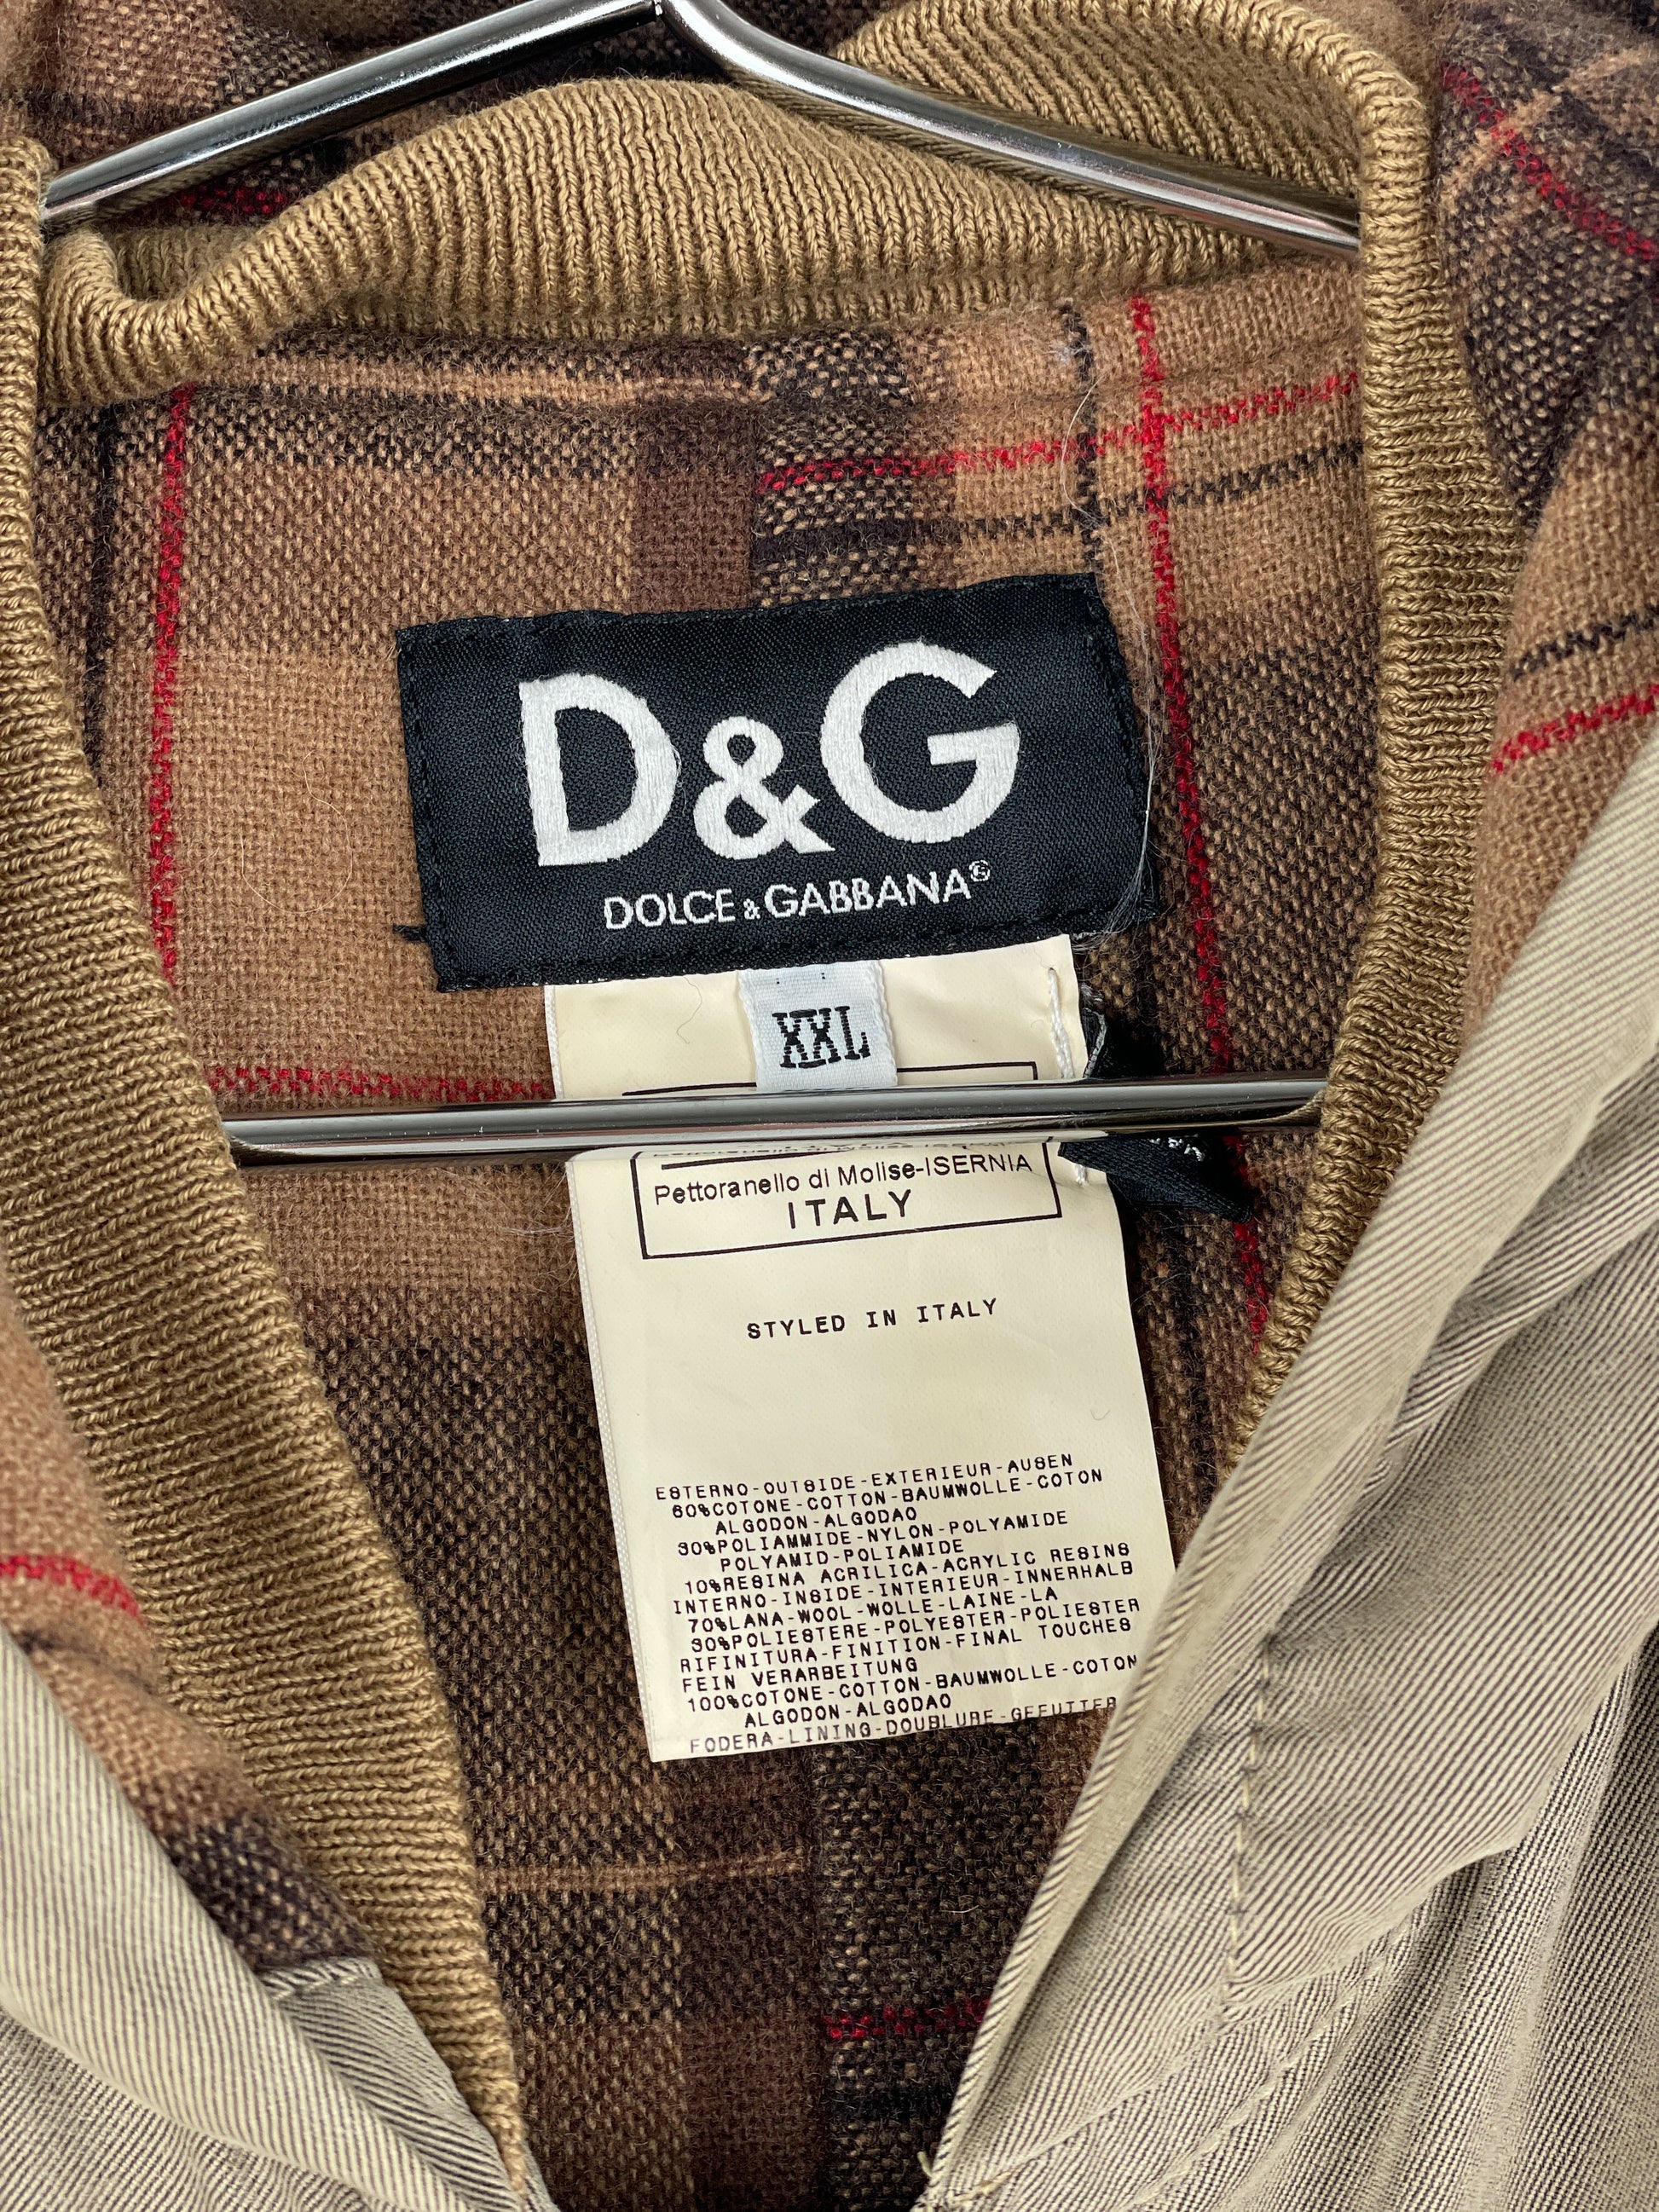 D&G
DOLCE & GABBANA®
XXL
Pettoranello di Molise-ISERNIA
ITALY
STYLED IN ITALY
ESTERNO-OUTSIDE-EXTERIEUR-AUSEN
60%COTONE-COTTON-BAUMWOLLE-COTON
ALGODON-ALGODAO
30%POLIAMMIDE-NYLON-POLYAMIDE
POLYAMID-POLIAMIDE
10%RESINA ACRILICA-ACRYLIC RESINS
INTERNO-INSIDE-INTERIEUR-INNERHALB
70%LANA-WOOL-WOLLE-LAINE-LA
30%POLIESTERE-POLYESTER-POLIESTER
RIFINITURA-FINITION-FINAL TOUCHES
FEIN VERARBEITUNG
100%COTONE-COTTON-BAUMWOLLE-COTON
ALGODON-ALGODAO
FODERA-LINING-DOUBLURE-GEFUTTER